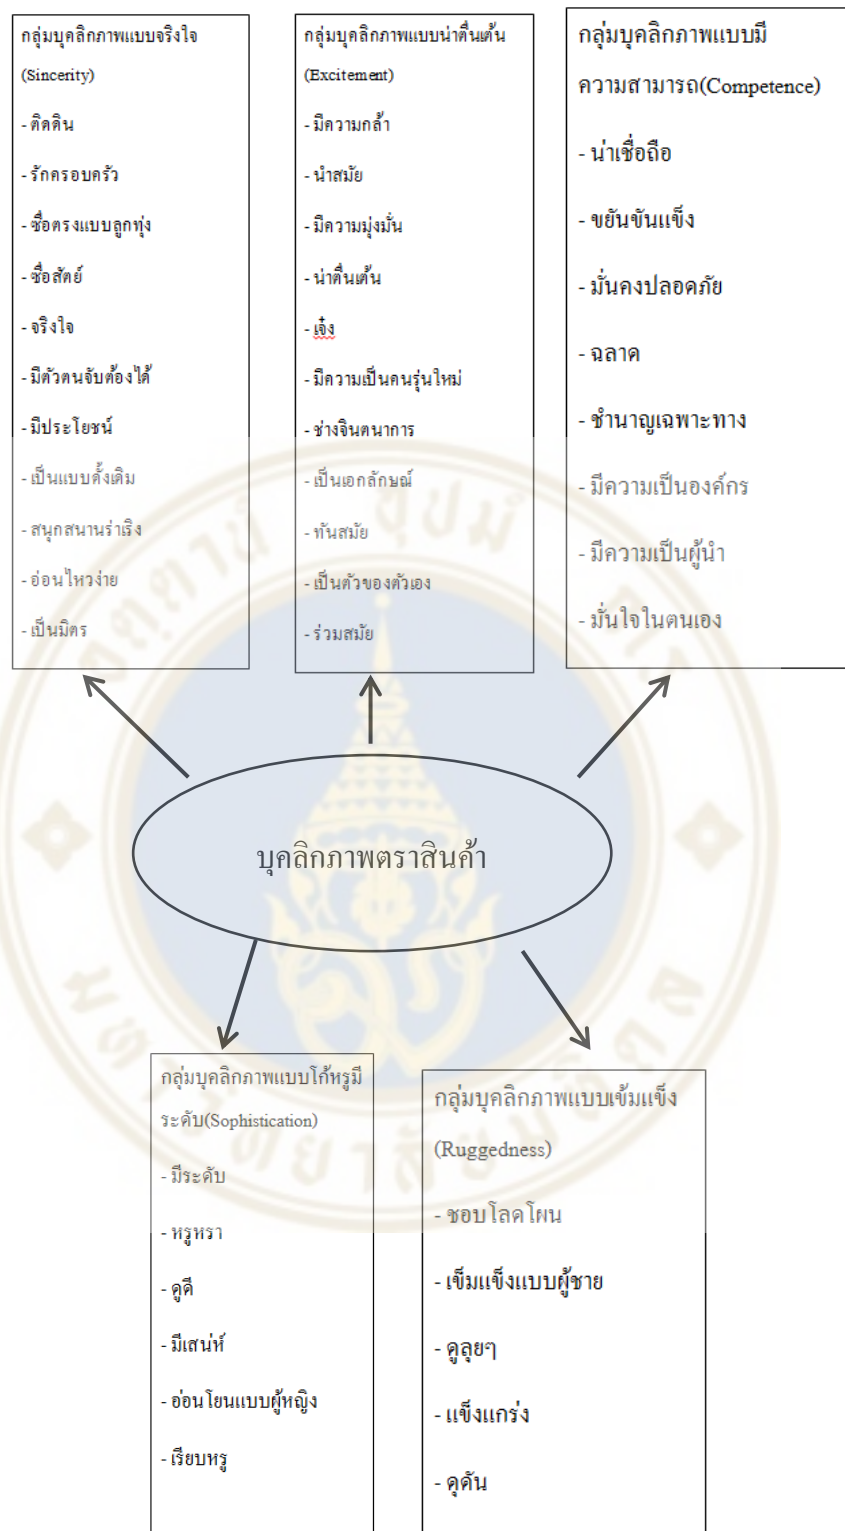 กลุ่มบุคลิกภาพแบบจริงใจ
(Sincerity)
- ติดดิน
- รักครอบครัว
- ซื่อตรงแบบลูกทุ่ง
- ซื่อสัตย์
- จริงใจ
- มีตัวตนจับต้องได้
- มีประโยชน์
- เป็นแบบดั้งเดิม
- สนุกสนานร่าเริง
- อ่อนไหวง่าย
- เป็นมิตร
กลุ่มบุคลิกภาพแบบน่าตื่นเต้น
(Excitement)
- มีความกล้า
- นำสมัย
- มีความมุ่งมั่น
- น่าตื่นเต้น
- เจ๋ง
- มีความเป็นคนรุ่นใหม่
- ช่างจินตนาการ
- เป็นเอกลักษณ์
- ทันสมัย
- เป็นตัวของตัวเอง
- ร่วมสมัย
กลุ่มบุคลิกภาพแบบมี
ความสามารถ(Competence)
- น่าเชื่อถือ
- ขยันขันแข็ง
- มั่นคงปลอดภัย
- ฉลาด
- ชำนาญเฉพาะทาง
- มีความเป็นองค์กร
- มีความเป็นผู้นำ
- มั่นใจในตนเอง
บุคลิกภาพตราสินค้า
กลุ่มบุคลิกภาพแบบโก้หรูมี
ระดับ(Sophistication)
- มีระดับ
- หรูหรา
- ดูดี
- มีเสน่ห์
- อ่อนโยนแบบผู้หญิง
- เรียบหรู
กลุ่มบุคลิกภาพแบบเข้มแข็ง
(Ruggedness)
- ชอบโลดโผน
- เข็มแข็งแบบผู้ชาย
- ดูลุยๆ
- แข็งแกร่ง
- ดุดัน
อตฺตานํ อุปมํ กเร
มหาวิทยาลัยมหิดล